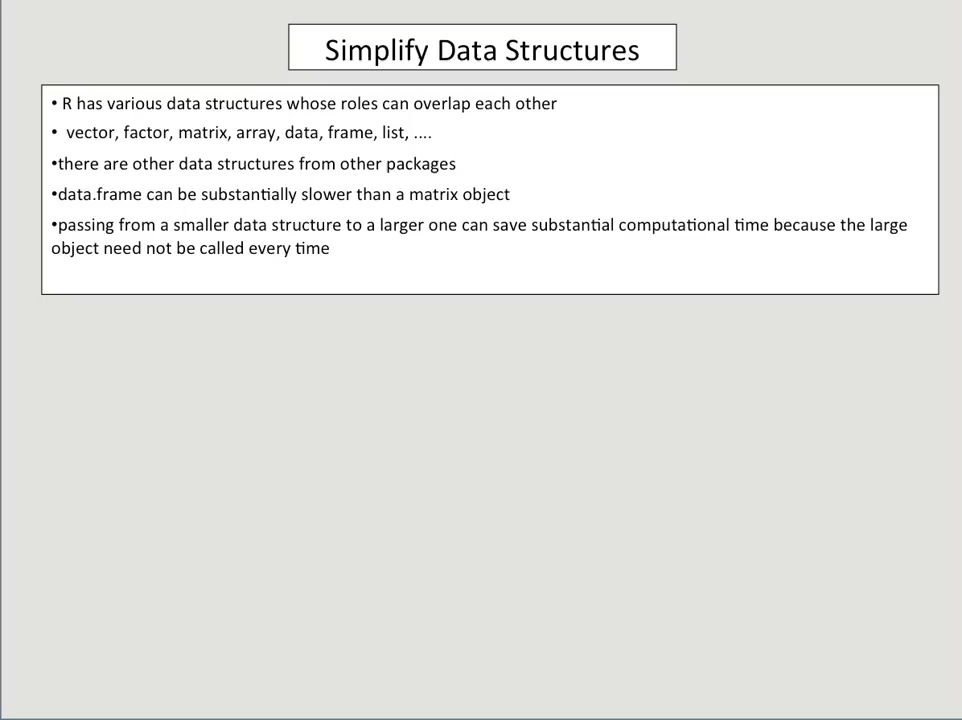 Simplify Data Structures
• R has various data structures whose roles can overlap each other
• vector, factor, matrix, array, data, frame, list, ....
•there are other data structures from other packages
•data.frame can be substantially slower than a matrix object
•passing from a smaller data structure to a larger one can save substantial computational time because the large
object need not be called every time